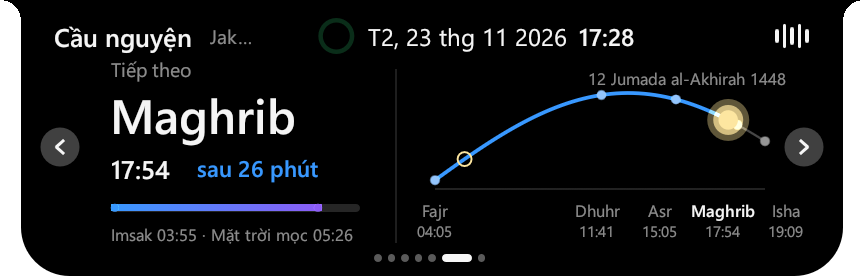 Cầu nguyện Jak... T2, 23 thg 11 2026 17:28
Tiếp theo
Maghrib
17:54 sau 26 phút
Imsak 03:55 · Mặt trời mọc 05:26
12 Jumada al-Akhirah 1448
Fajr Dhuhr Asr Maghrib Isha
04:05 11:41 15:05 17:54 19:09